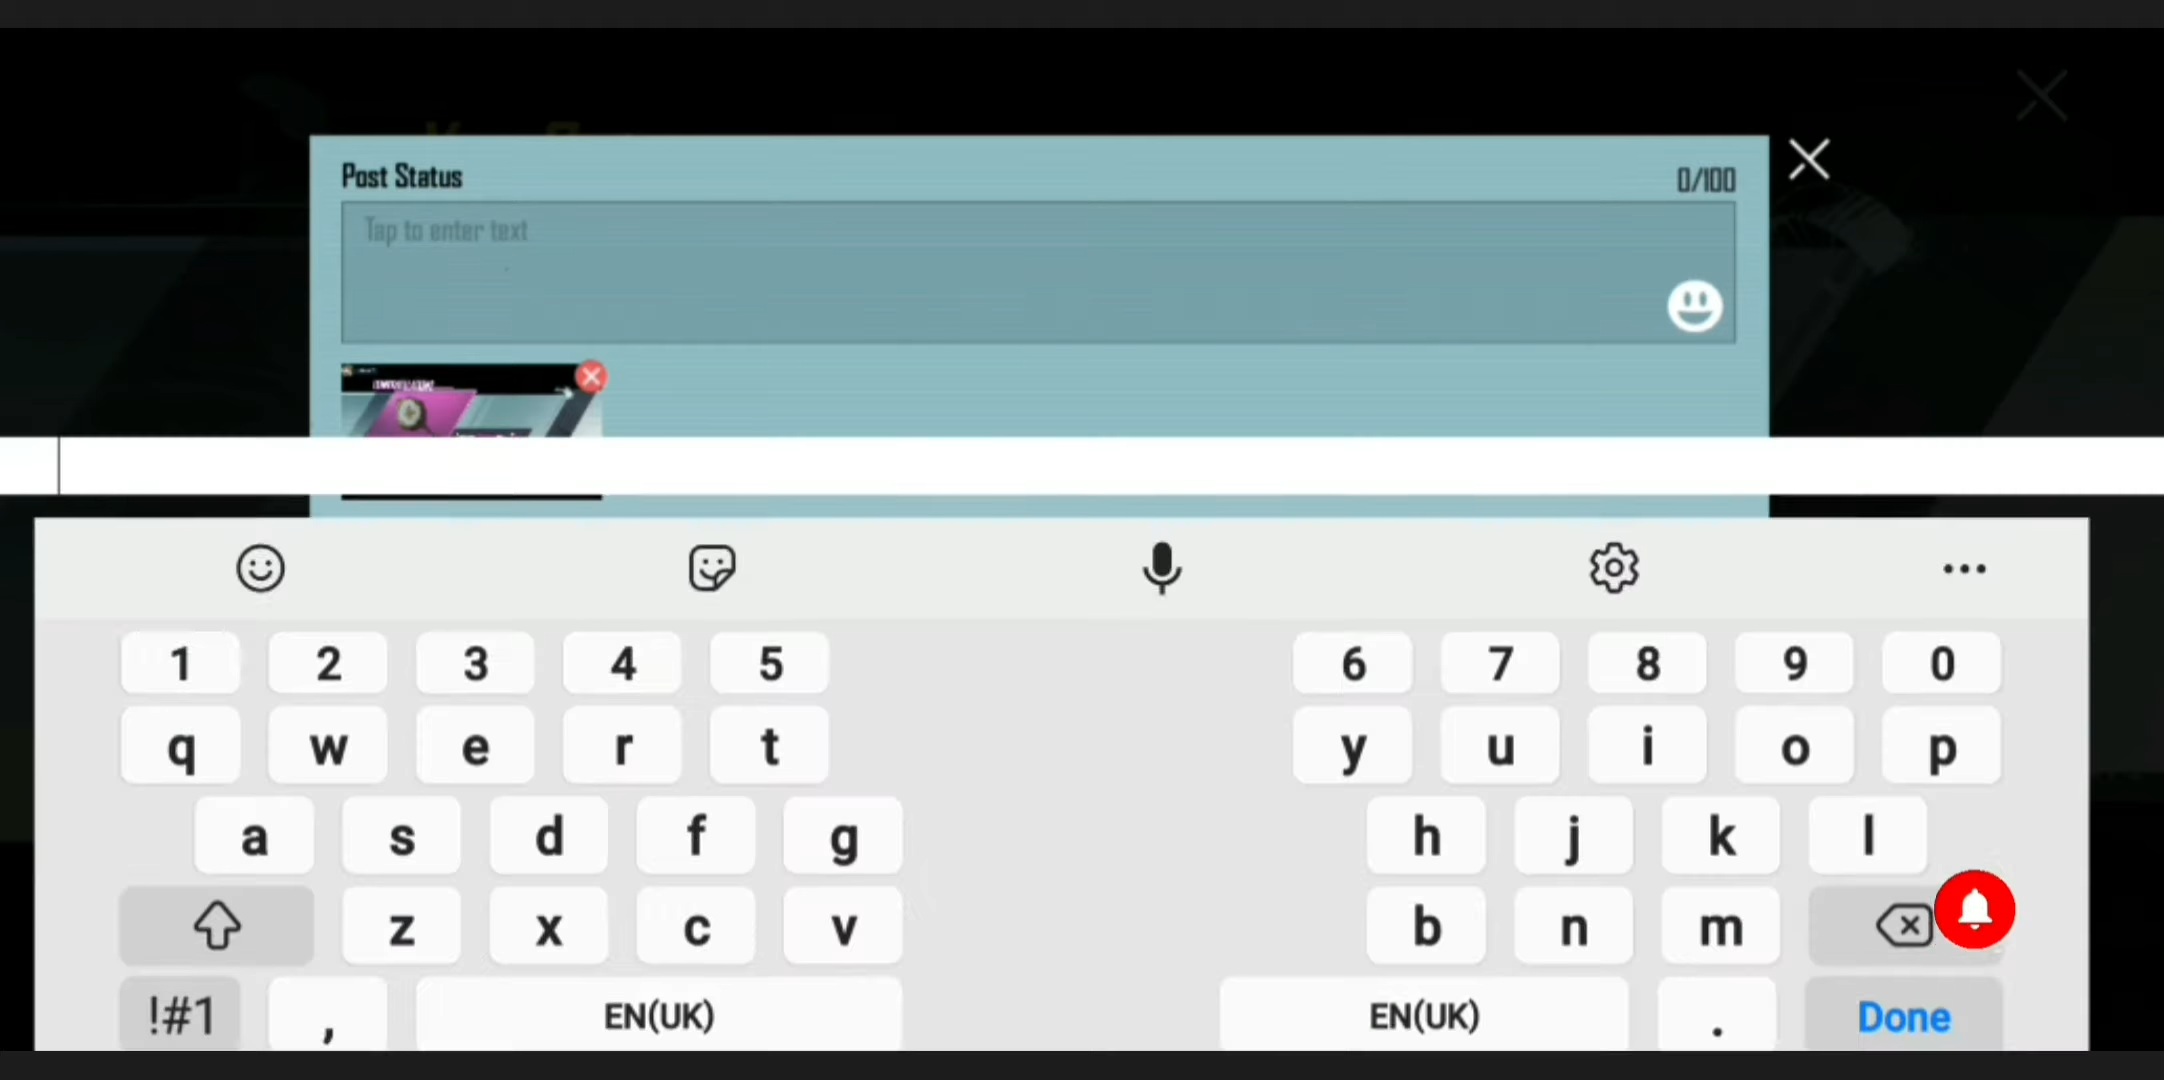 Post Status
0/100
Tap to enter text
1 2 3 4 5 6 7 8 9 0
q w e r t y u i o p
a s d f g h j k l
z x c v b n m
!#1 , EN(UK) EN(UK) . Done